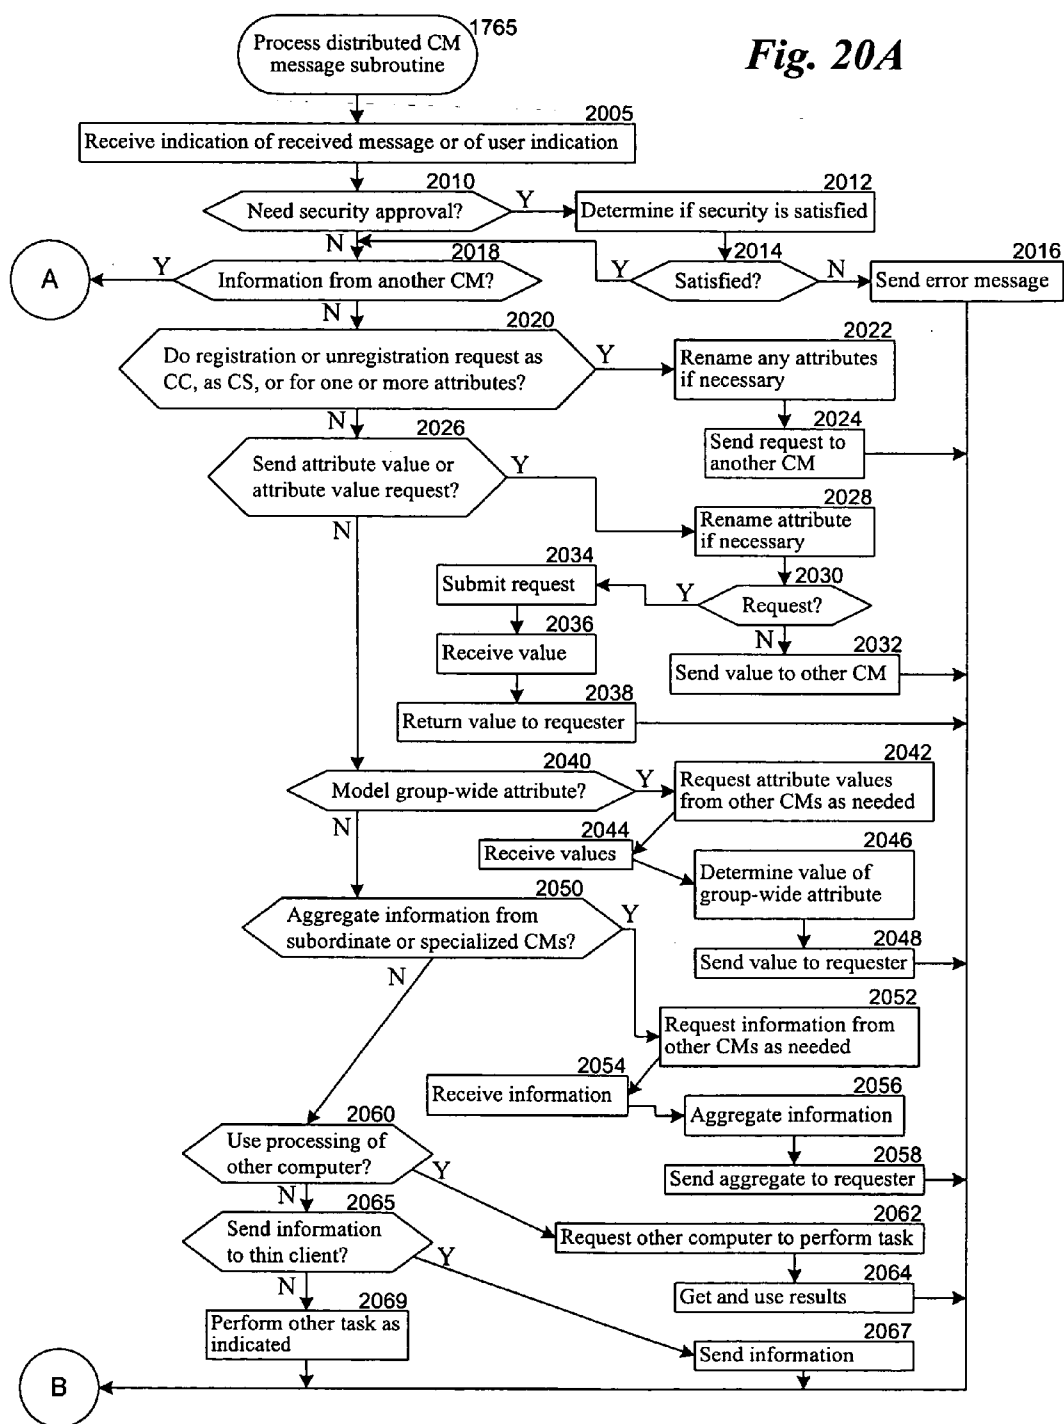 1765
Process distributed CM
message subroutine
Fig. 20A
2005
Receive indication of received message or of user indication
2010
Need security approval?
Y
N
2012
Determine if security is satisfied
2014
Satisfied?
Y
N
2016
Send error message
2018
Information from another CM?
Y
A
N
2020
Do registration or unregistration request as
CC, as CS, or for one or more attributes?
Y
N
2022
Rename any attributes
if necessary
2024
Send request to
another CM
2026
Send attribute value or
attribute value request?
Y
N
2028
Rename attribute
if necessary
2030
Request?
Y
N
2034
Submit request
2036
Receive value
2032
Send value to other CM
2038
Return value to requester
2040
Model group-wide attribute?
Y
N
2042
Request attribute values
from other CMs as needed
2044
Receive values
2046
Determine value of
group-wide attribute
2048
Send value to requester
2050
Aggregate information from
subordinate or specialized CMs?
Y
N
2052
Request information from
other CMs as needed
2054
Receive information
2056
Aggregate information
2058
Send aggregate to requester
2060
Use processing of
other computer?
Y
N
2062
Request other computer to perform task
2064
Get and use results
2065
Send information
to thin client?
Y
N
2067
Send information
2069
Perform other task as
indicated
B